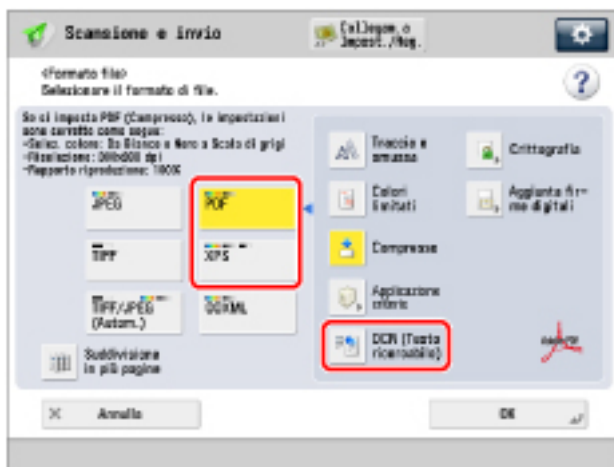 Scansione e invio
Collegam. a
Impost./Reg.
<Formato file>
Selezionare il formato di file.
Se si imposta PDF (Compresso), le impostazioni
sono corrette come segue:
-Selez. colore: Da Bianco e Nero a Scala di grigi
-Risoluzione: 300x300 dpi
-Rapporto riproduzione: 100%
JPEG
PDF
TIFF
XPS
TIFF/JPEG
(Autom.)
OOXML
Suddivisione
in più pagine
Traccia e
smussa
Crittografia
Colori
limitati
Aggiunta fir-
me digitali
Compresso
Applicazione
criterio
OCR (Testo
ricercabile)
Annulla
OK